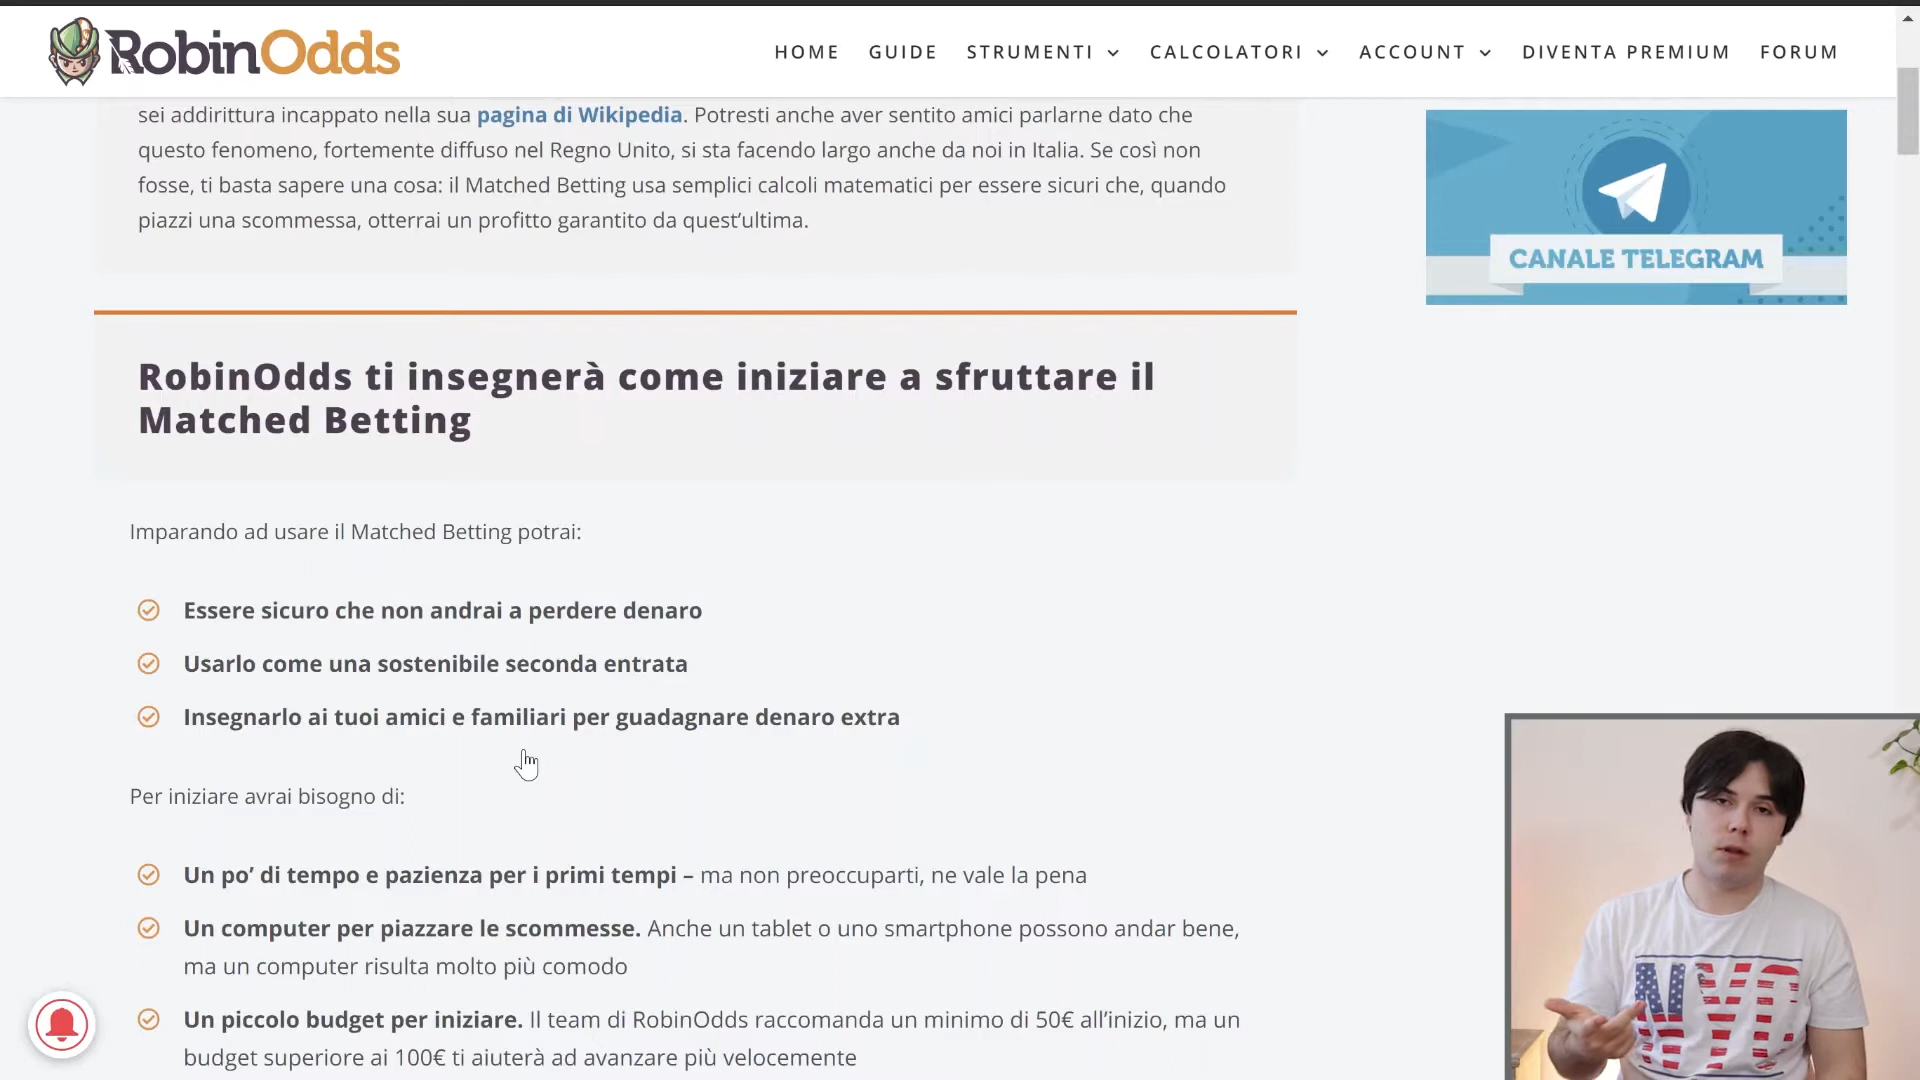 RobinOdds
HOME GUIDE STRUMENTI CALCOLATORI ACCOUNT DIVENTA PREMIUM FORUM
sei addirittura incappato nella sua pagina di Wikipedia. Potresti anche aver sentito amici parlarne dato che
questo fenomeno, fortemente diffuso nel Regno Unito, si sta facendo largo anche da noi in Italia. Se così non
fosse, ti basta sapere una cosa: il Matched Betting usa semplici calcoli matematici per essere sicuri che, quando
piazzi una scommessa, otterrai un profitto garantito da quest’ultima.
CANALE TELEGRAM
RobinOdds ti insegnerà come iniziare a sfruttare il
Matched Betting
Imparando ad usare il Matched Betting potrai:
Essere sicuro che non andrai a perdere denaro
Usarlo come una sostenibile seconda entrata
Insegnarlo ai tuoi amici e familiari per guadagnare denaro extra
Per iniziare avrai bisogno di:
Un po’ di tempo e pazienza per i primi tempi – ma non preoccuparti, ne vale la pena
Un computer per piazzare le scommesse. Anche un tablet o uno smartphone possono andar bene,
ma un computer risulta molto più comodo
Un piccolo budget per iniziare. Il team di RobinOdds raccomanda un minimo di 50€ all’inizio, ma un
budget superiore ai 100€ ti aiuterà ad avanzare più velocemente
NYC